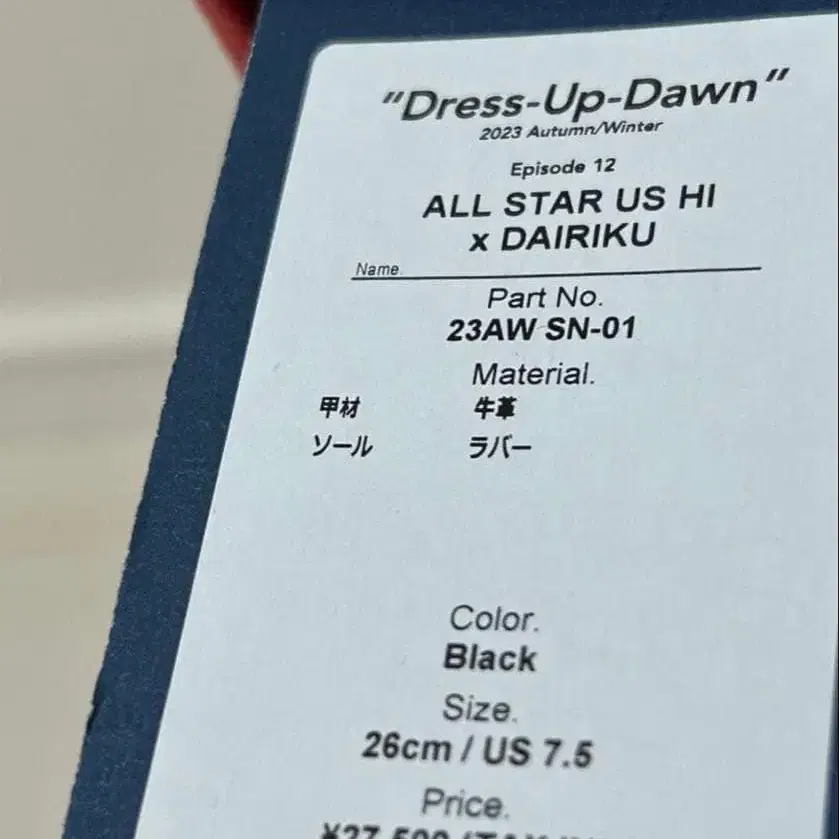 "Dress-Up-Dawn"
2023 Autumn/Winter
Episode 12
ALL STAR US HI
x DAIRIKU
Name.
Part No.
23AW SN-01
Material.
甲材 牛革
ソール ラバー
Color.
Black
Size.
26cm / US 7.5
Price.
¥27,500